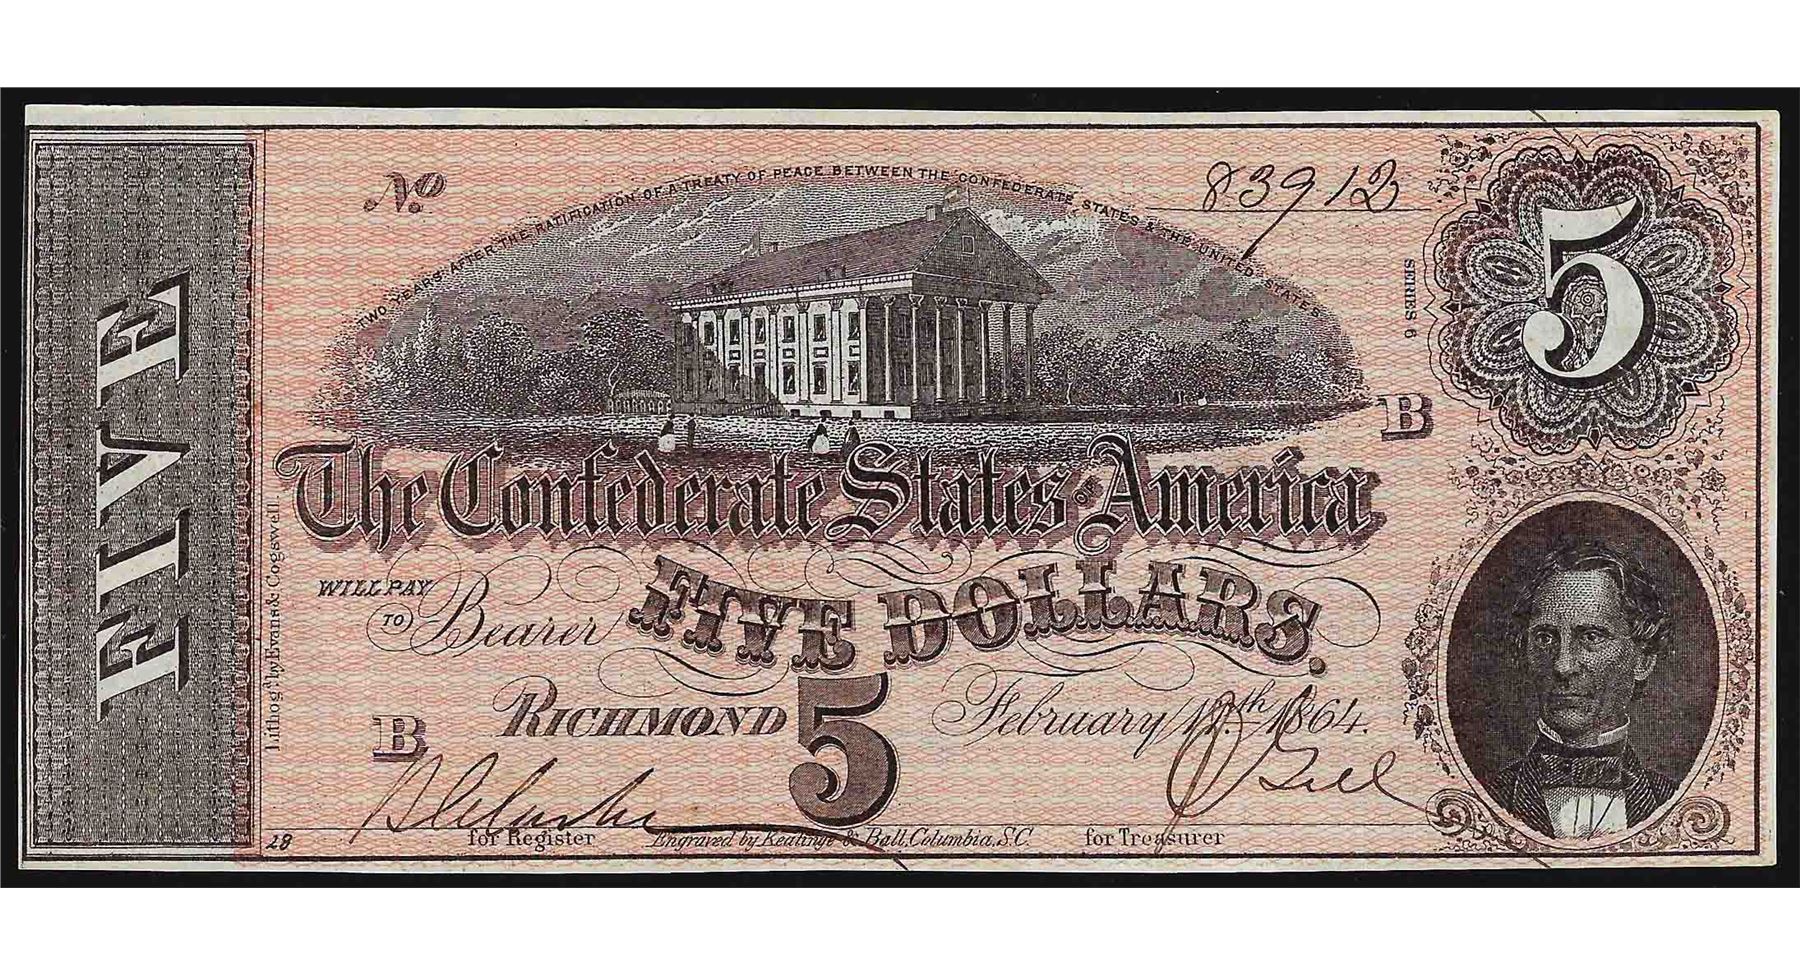 No 83912
TWO YEARS AFTER THE RATIFICATION OF A TREATY OF PEACE BETWEEN THE CONFEDERATE STATES & THE UNITED STATES
5
SERIES 6
B
FIVE
The Confederate States OF America
WILL PAY
TO Bearer
FIVE DOLLARS.
RICHMOND 5 February 17th 1864.
B
Lithog'd by Evans & Cogswell.
28
for Register
Engraved by Keatinge & Ball, Columbia, S.C.
for Treasurer